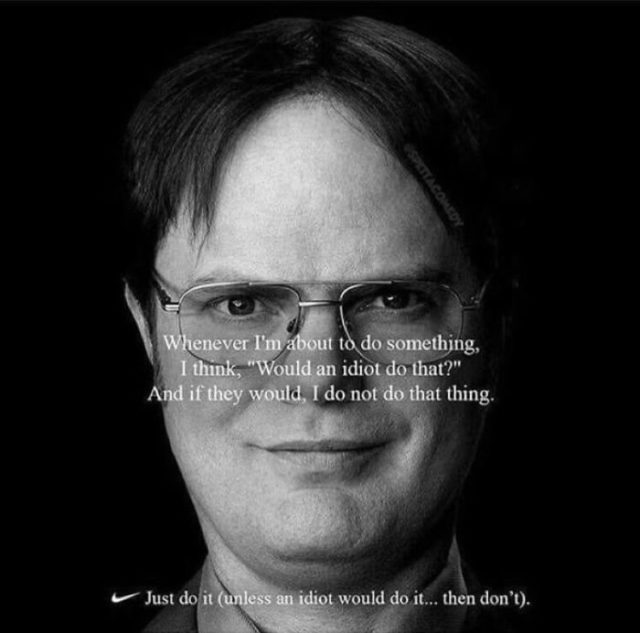 Whenever I'm about to do something,
I think, "Would an idiot do that?"
And if they would, I do not do that thing.
Just do it (unless an idiot would do it... then don't).